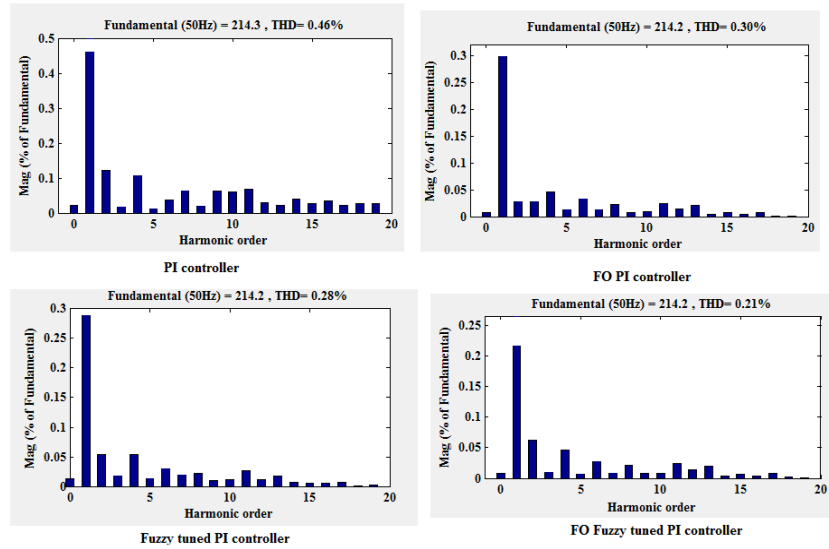 Fundamental (50Hz) = 214.3 , THD= 0.46%
Mag (% of Fundamental)
0.5
0.4
0.3
0.2
0.1
0
0 5 10 15 20
Harmonic order
PI controller
Fundamental (50Hz) = 214.2 , THD= 0.30%
Mag (% of Fundamental)
0.3
0.25
0.2
0.15
0.1
0.05
0
0 5 10 15 20
Harmonic order
FO PI controller
Fundamental (50Hz) = 214.2 , THD= 0.28%
Mag (% of Fundamental)
0.3
0.25
0.2
0.15
0.1
0.05
0
0 5 10 15 20
Harmonic order
Fuzzy tuned PI controller
Fundamental (50Hz) = 214.2 , THD= 0.21%
Mag (% of Fundamental)
0.25
0.2
0.15
0.1
0.05
0
0 5 10 15 20
Harmonic order
FO Fuzzy tuned PI controller